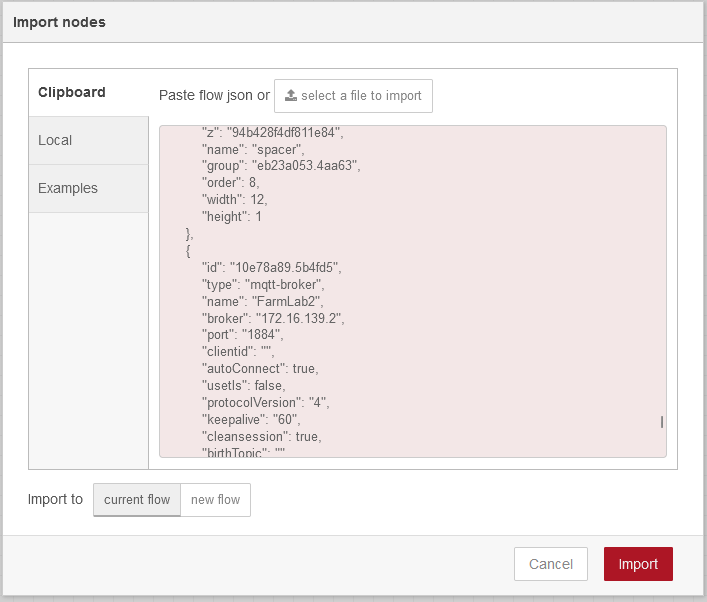 Import nodes
Clipboard
Local
Examples
Paste flow json or select a file to import
"z": "94b428f4df811e84",
"name": "spacer",
"group": "eb23a053.4aa63",
"order": 8,
"width": 12,
"height": 1
},
{
"id": "10e78a89.5b4fd5",
"type": "mqtt-broker",
"name": "FarmLab2",
"broker": "172.16.139.2",
"port": "1884",
"clientid": "",
"autoConnect": true,
"usetls": false,
"protocolVersion": "4",
"keepalive": "60",
"cleansession": true,
"birthTopic": ""
Import to current flow new flow
Cancel Import